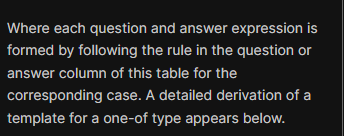 Where each question and answer expression is
formed by following the rule in the question or
answer column of this table for the
corresponding case. A detailed derivation of a
template for a one-of type appears below.